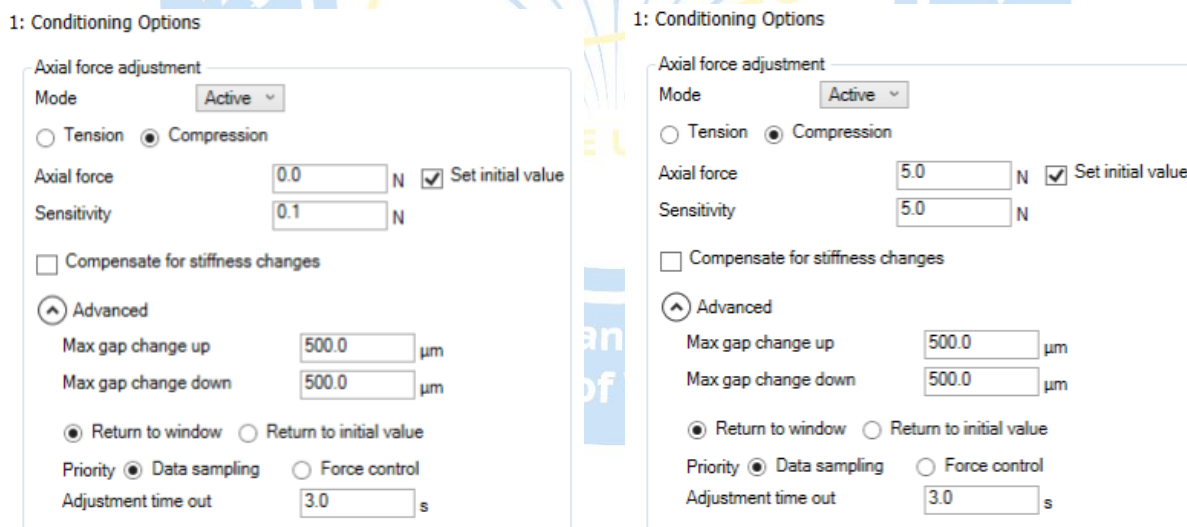 1: Conditioning Options
Axial force adjustment
Mode Active
Tension Compression
Axial force 0.0 N Set initial value
Sensitivity 0.1 N
Compensate for stiffness changes
Advanced
Max gap change up 500.0 µm
Max gap change down 500.0 µm
Return to window Return to initial value
Priority Data sampling Force control
Adjustment time out 3.0 s
1: Conditioning Options
Axial force adjustment
Mode Active
Tension Compression
Axial force 5.0 N Set initial value
Sensitivity 5.0 N
Compensate for stiffness changes
Advanced
Max gap change up 500.0 µm
Max gap change down 500.0 µm
Return to window Return to initial value
Priority Data sampling Force control
Adjustment time out 3.0 s